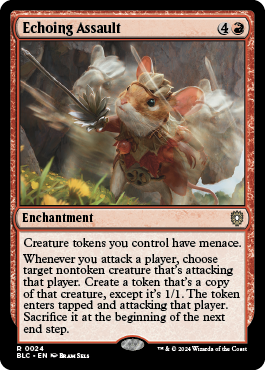 Echoing Assault 4
Enchantment
Creature tokens you control have menace.
Whenever you attack a player, choose
target nontoken creature that's attacking
that player. Create a token that's a copy
of that creature, except it's 1/1. The token
enters tapped and attacking that player.
Sacrifice it at the beginning of the next
end step.
R 0024
BLC • EN Bram Sels
™ & © 2024 Wizards of the Coast